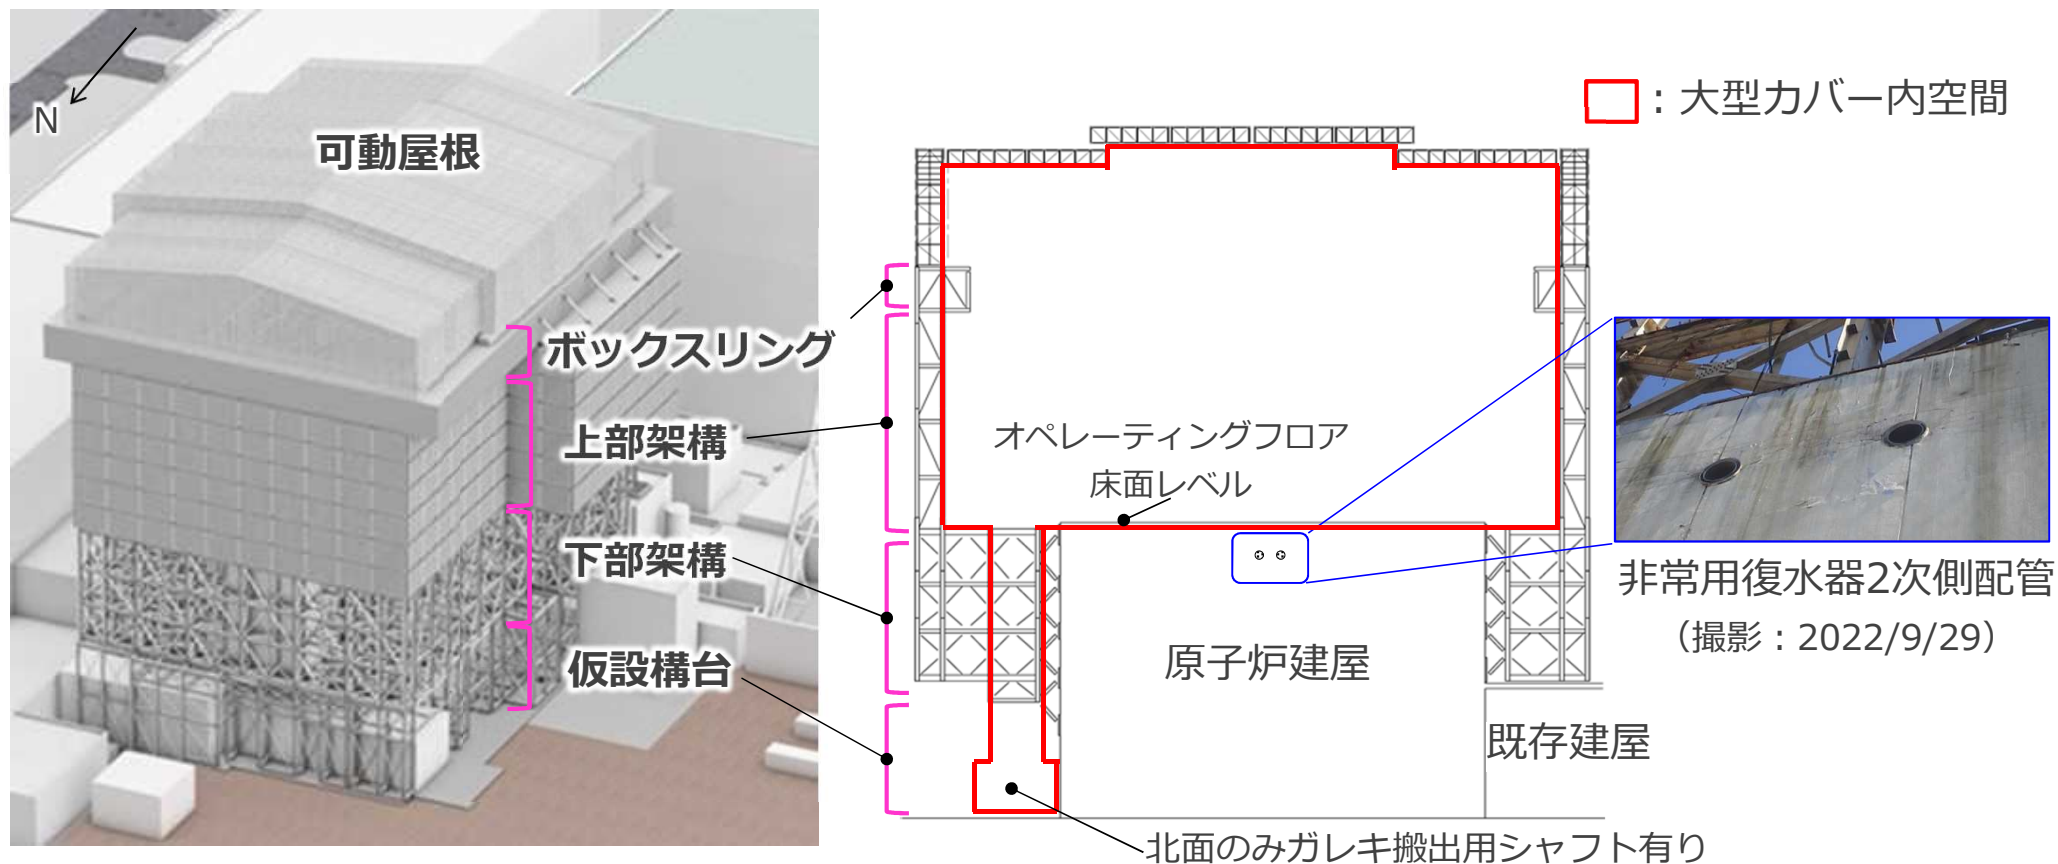 N
可動屋根
ボックスリング
上部架構
下部架構
仮設構台
：大型カバー内空間
オペレーティングフロア
床面レベル
原子炉建屋
既存建屋
非常用復水器2次側配管
（撮影：2022/9/29）
北面のみガレキ搬出用シャフト有り